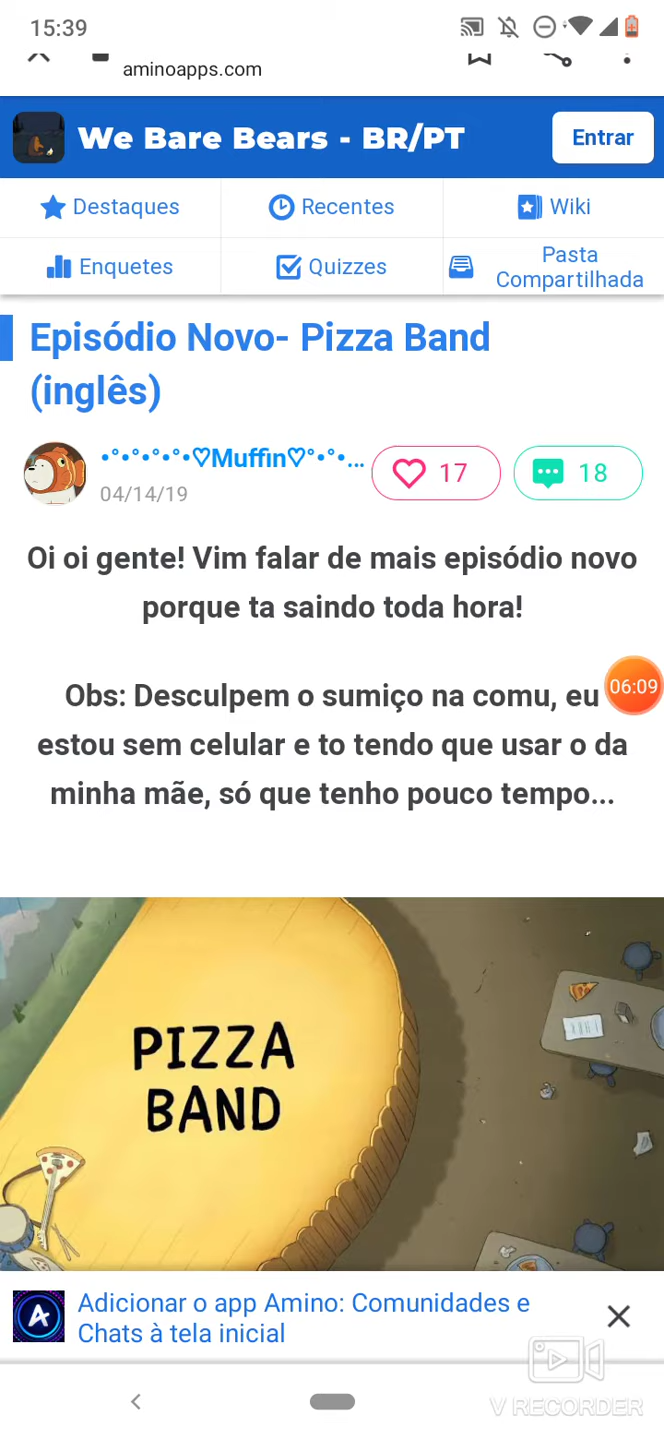 15:39
aminoapps.com
We Bare Bears - BR/PT
Entrar
Destaques
Recentes
Wiki
Enquetes
Quizzes
Pasta
Compartilhada
Episódio Novo- Pizza Band
(inglês)
•°•°•°•°•♡Muffin♡°•°•...
17
18
04/14/19
Oi oi gente! Vim falar de mais episódio novo
porque ta saindo toda hora!
Obs: Desculpem o sumiço na comu, eu
06:09
estou sem celular e to tendo que usar o da
minha mãe, só que tenho pouco tempo...
PIZZA
BAND
Adicionar o app Amino: Comunidades e
Chats à tela inicial
V RECORDER